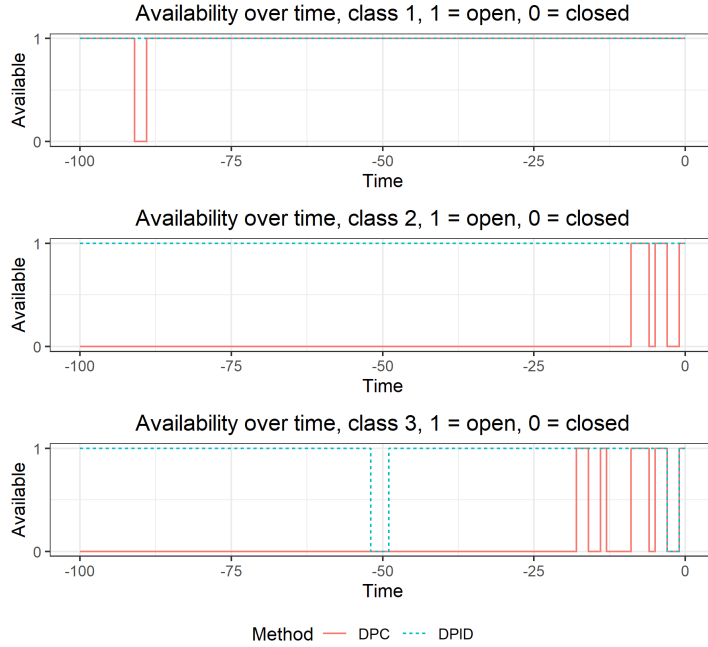 Availability over time, class 1, 1 = open, 0 = closed
Available
1
0
-100
-75
-50
-25
0
Time
Availability over time, class 2, 1 = open, 0 = closed
Available
1
0
-100
-75
-50
-25
0
Time
Availability over time, class 3, 1 = open, 0 = closed
Available
1
0
-100
-75
-50
-25
0
Time
Method DPC DPID